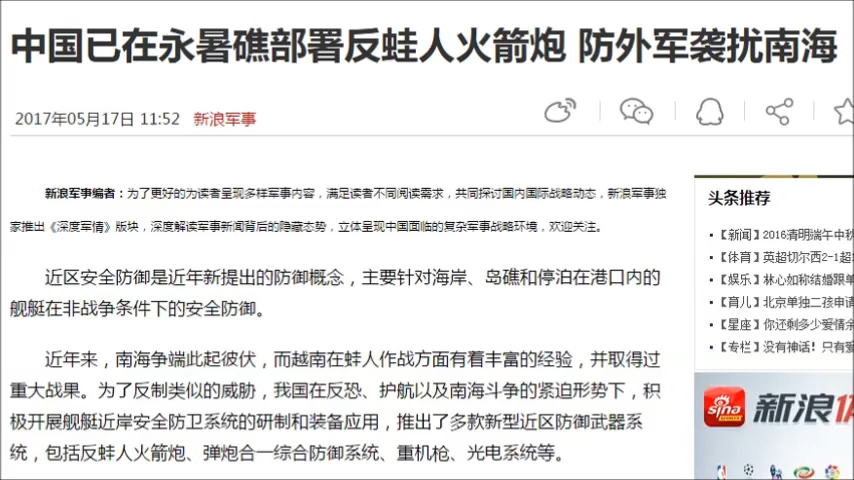 中国已在永暑礁部署反蛙人火箭炮 防外军袭扰南海
2017年05月17日 11:52 新浪军事
新浪军事编者：为了更好的为读者呈现多样军事内容，满足读者不同阅读需求，共同探讨国内国际战略动态，新浪军事独
家推出《深度军情》版块，深度解读军事新闻背后的隐藏态势，立体呈现中国面临的复杂军事战略环境，欢迎关注。
近区安全防御是近年新提出的防御概念，主要针对海岸、岛礁和停泊在港口内的
舰艇在非战争条件下的安全防御。
近年来，南海争端此起彼伏，而越南在蛙人作战方面有着丰富的经验，并取得过
重大战果。为了反制类似的威胁，我国在反恐、护航以及南海斗争的紧迫形势下，积
极开展舰艇近岸安全防卫系统的研制和装备应用，推出了多款新型近区防御武器系
统，包括反蛙人火箭炮、弹炮合一综合防御系统、重机枪、光电系统等。
头条推荐
【新闻】2016清明端午中秋
【体育】英超切尔西2-1超
【娱乐】林心如称结婚跟单
【育儿】北京单独二孩申请
【星座】你还剩多少爱情余
【专栏】没有神话！只有爱
sina 新浪体